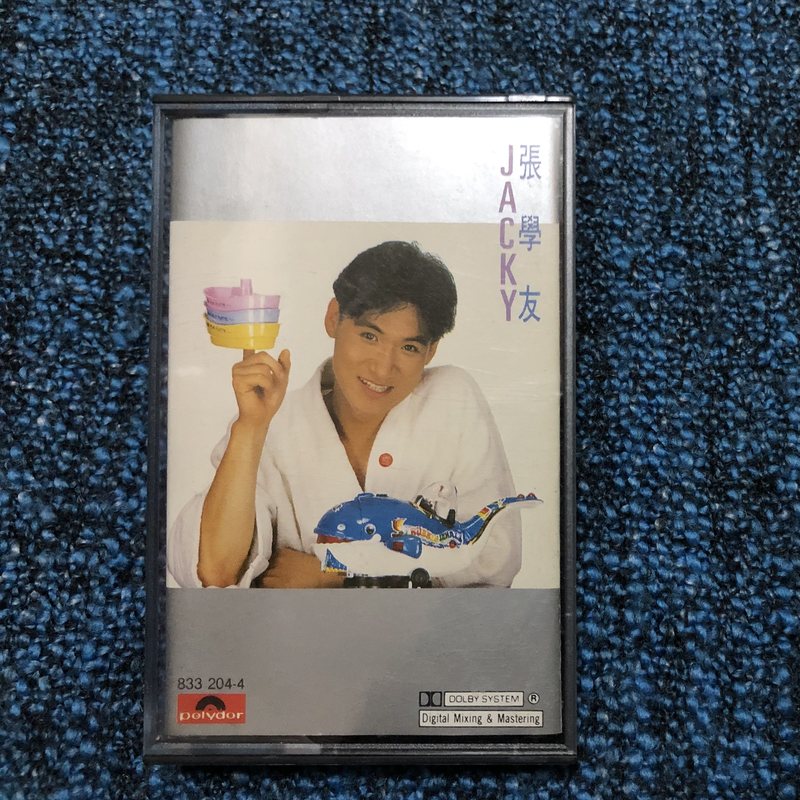 JACKY
張學友
833 204-4
polydor
DOLBY SYSTEM ®
Digital Mixing & Mastering